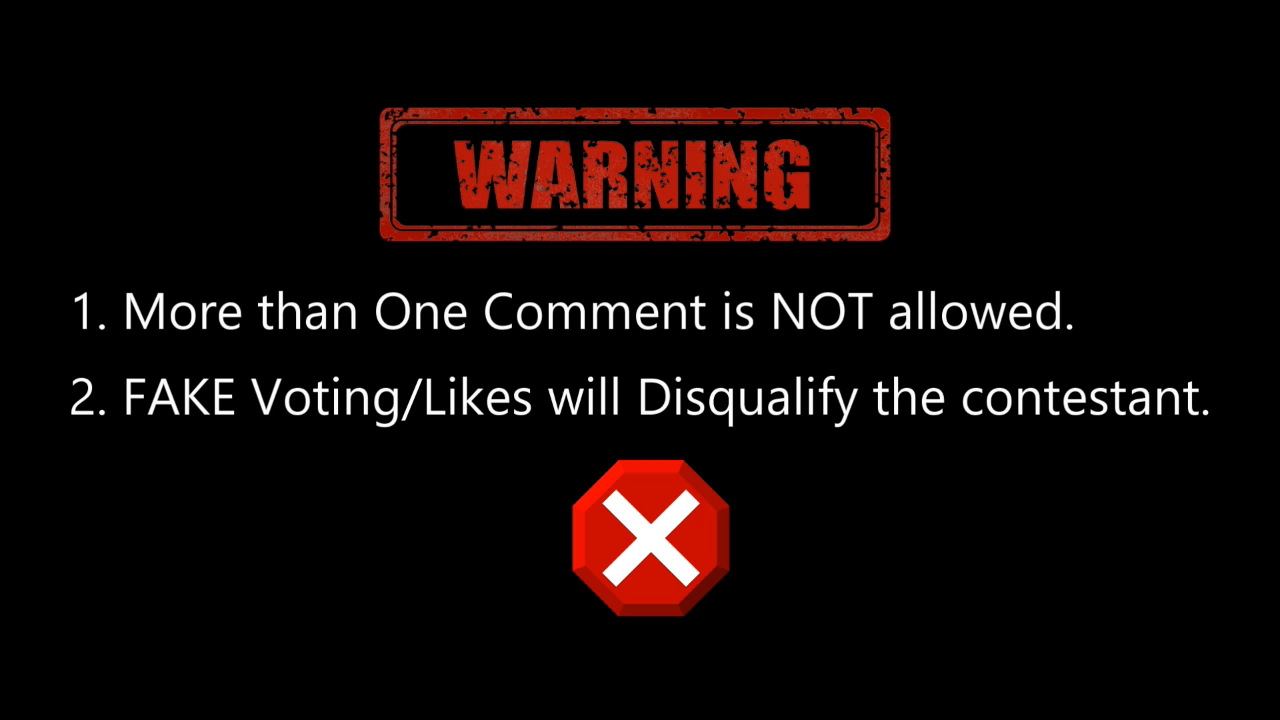 WARNING
1. More than One Comment is NOT allowed.
2. FAKE Voting/Likes will Disqualify the contestant.